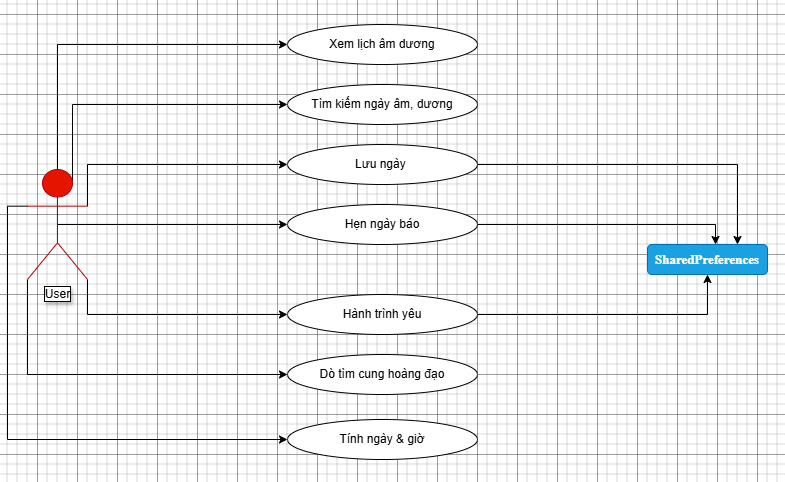 Xem lịch âm dương
Tìm kiếm ngày âm, dương
Lưu ngày
Hẹn ngày báo
SharedPreferences
User
Hành trình yêu
Dò tìm cung hoàng đạo
Tính ngày & giờ